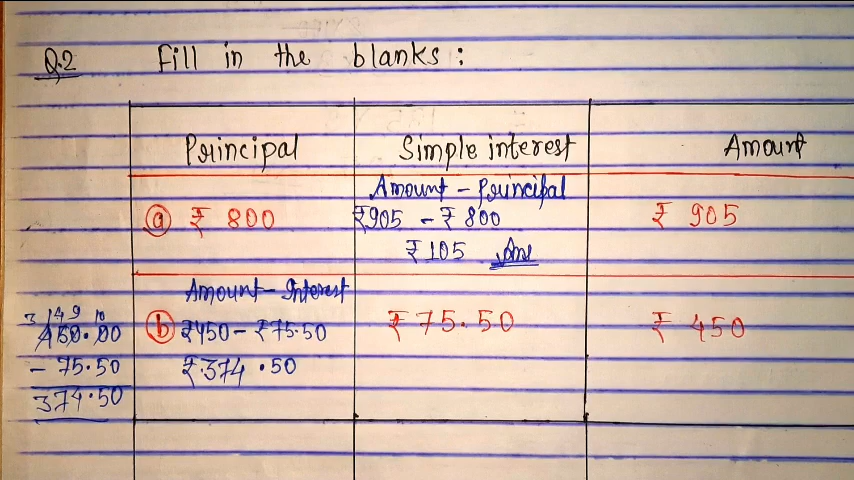 Q.2 Fill in the blanks :
Principal Simple interest Amount
Amount - Principal
(a) ₹ 800 ₹905 - ₹ 800 ₹ 905
₹ 105 Ans
Amount - Interest
3 14 9 10
450.00 (b) ₹450 - ₹75.50 ₹75.50 ₹ 450
- 75.50 ₹.374.50
374.50